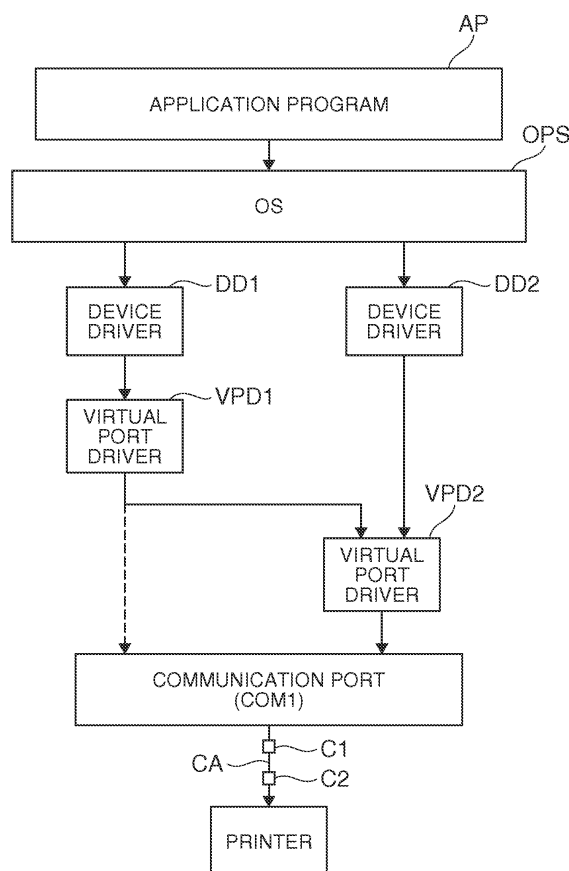 AP
APPLICATION PROGRAM
OPS
OS
DD1
DD2
DEVICE
DRIVER
DEVICE
DRIVER
VPD1
VIRTUAL
PORT
DRIVER
VPD2
VIRTUAL
PORT
DRIVER
COMMUNICATION PORT
(COM1)
C1
CA
C2
PRINTER